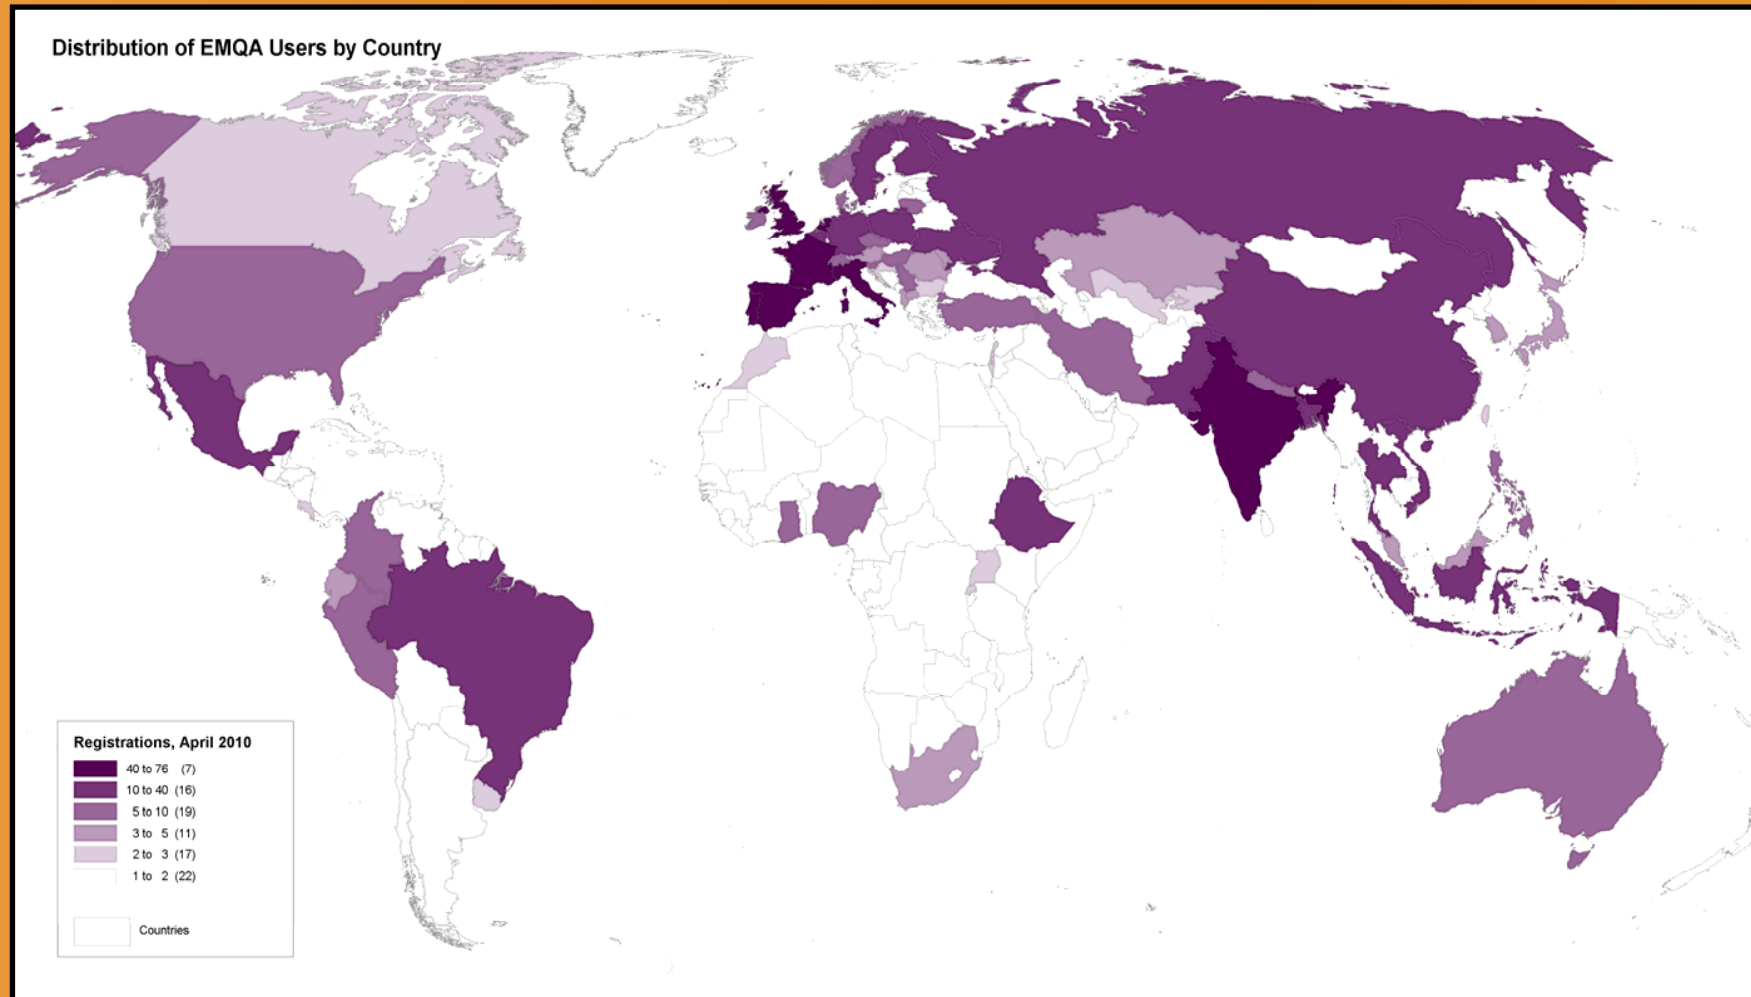 Distribution of EMQA Users by Country
Registrations, April 2010
40 to 76 (7)
10 to 40 (16)
5 to 10 (19)
3 to 5 (11)
2 to 3 (17)
1 to 2 (22)
Countries